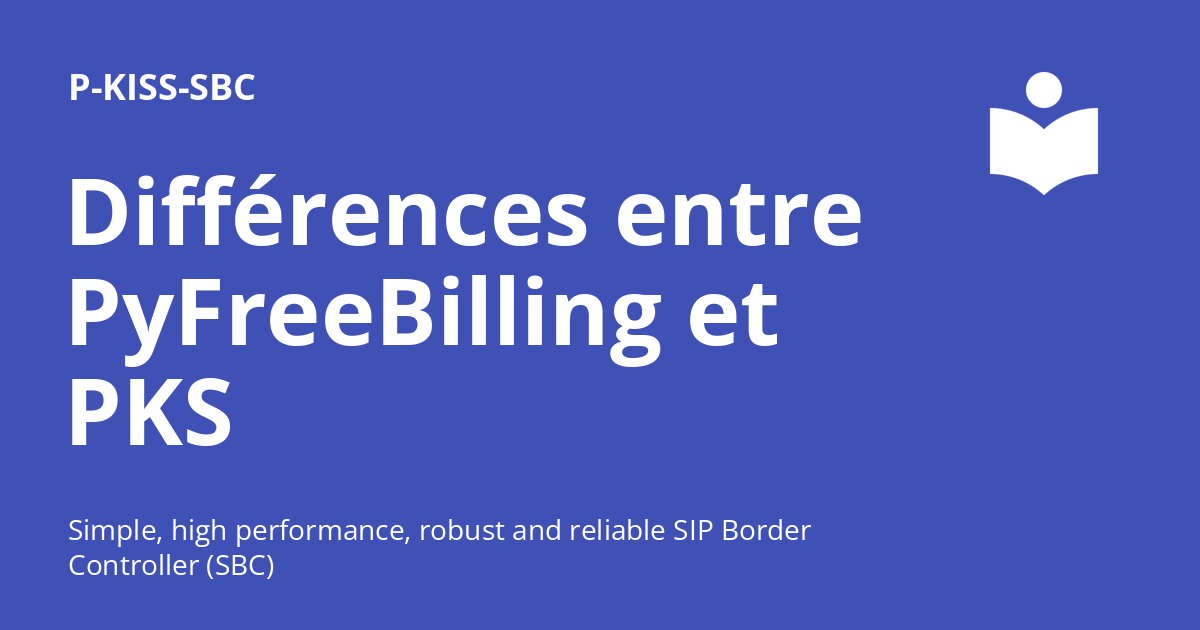 P-KISS-SBC
Différences entre
PyFreeBilling et
PKS
Simple, high performance, robust and reliable SIP Border
Controller (SBC)